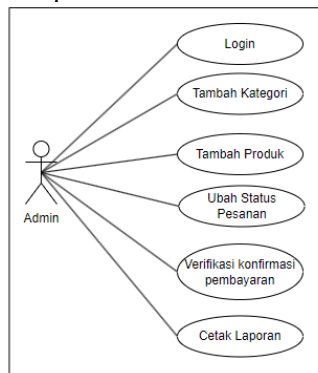 Login
Tambah Kategori
Tambah Produk
Admin
Ubah Status
Pesanan
Verifikasi konfirmasi
pembayaran
Cetak Laporan